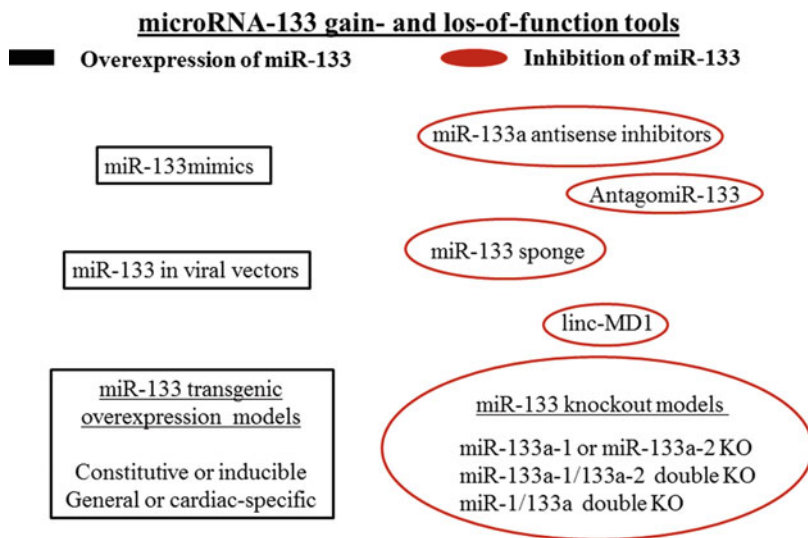 microRNA-133 gain- and los-of-function tools
Overexpression of miR-133
Inhibition of miR-133
miR-133mimics
miR-133 in viral vectors
miR-133 transgenic
overexpression models
Constitutive or inducible
General or cardiac-specific
miR-133a antisense inhibitors
AntagomiR-133
miR-133 sponge
linc-MD1
miR-133 knockout models
miR-133a-1 or miR-133a-2 KO
miR-133a-1/133a-2 double KO
miR-1/133a double KO